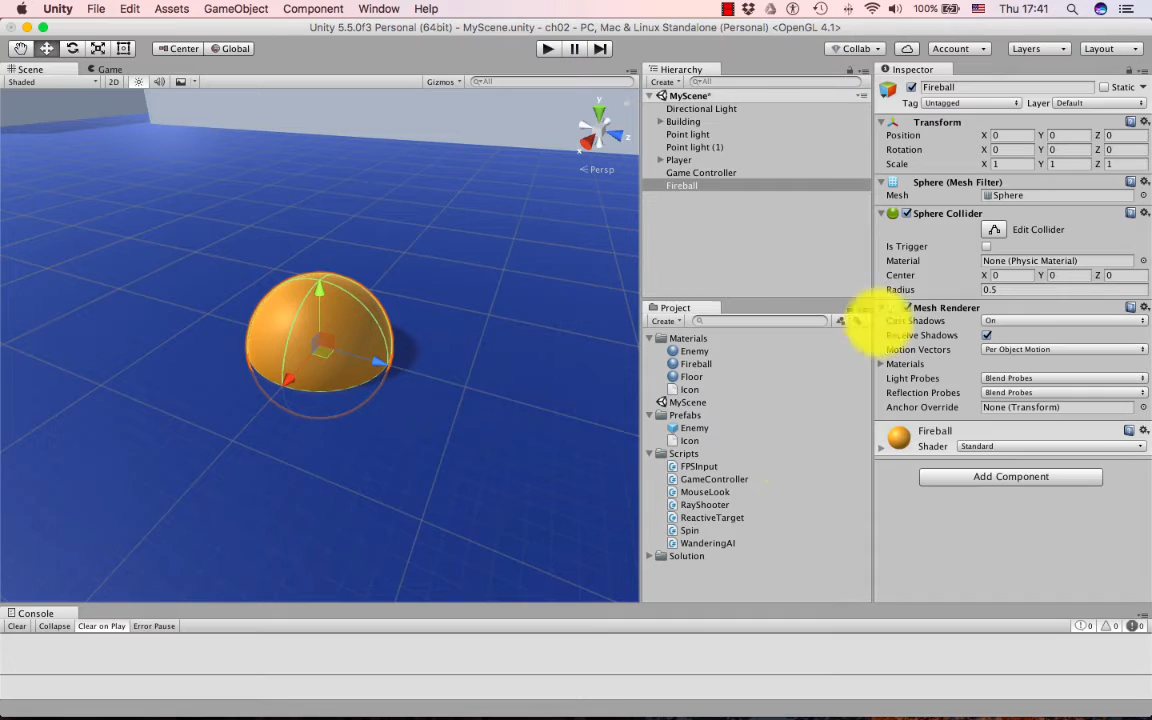 Unity File Edit Assets GameObject Component Window Help 100% Thu 17:41
Unity 5.5.0f3 Personal (64bit) - MyScene.unity - ch02 - PC, Mac & Linux Standalone (Personal) <OpenGL 4.1>
Center Global Collab Account Layers Layout
Scene Game
Shaded 2D Gizmos All
y
z
x
Persp
Hierarchy
Create All
MyScene*
Directional Light
Building
Point light
Point light (1)
Player
Game Controller
Fireball
Project
Create
Materials
Enemy
Fireball
Floor
Icon
MyScene
Prefabs
Enemy
Icon
Scripts
FPSInput
GameController
MouseLook
RayShooter
ReactiveTarget
Spin
WanderingAI
Solution
Inspector
Fireball Static
Tag Untagged Layer Default
Transform
Position X 0 Y 0 Z 0
Rotation X 0 Y 0 Z 0
Scale X 1 Y 1 Z 1
Sphere (Mesh Filter)
Mesh Sphere
Sphere Collider
Edit Collider
Is Trigger
Material None (Physic Material)
Center X 0 Y 0 Z 0
Radius 0.5
Mesh Renderer
Cast Shadows On
Receive Shadows
Motion Vectors Per Object Motion
Materials
Light Probes Blend Probes
Reflection Probes Blend Probes
Anchor Override None (Transform)
Fireball
Shader Standard
Add Component
Console
Clear Collapse Clear on Play Error Pause 0 0 0